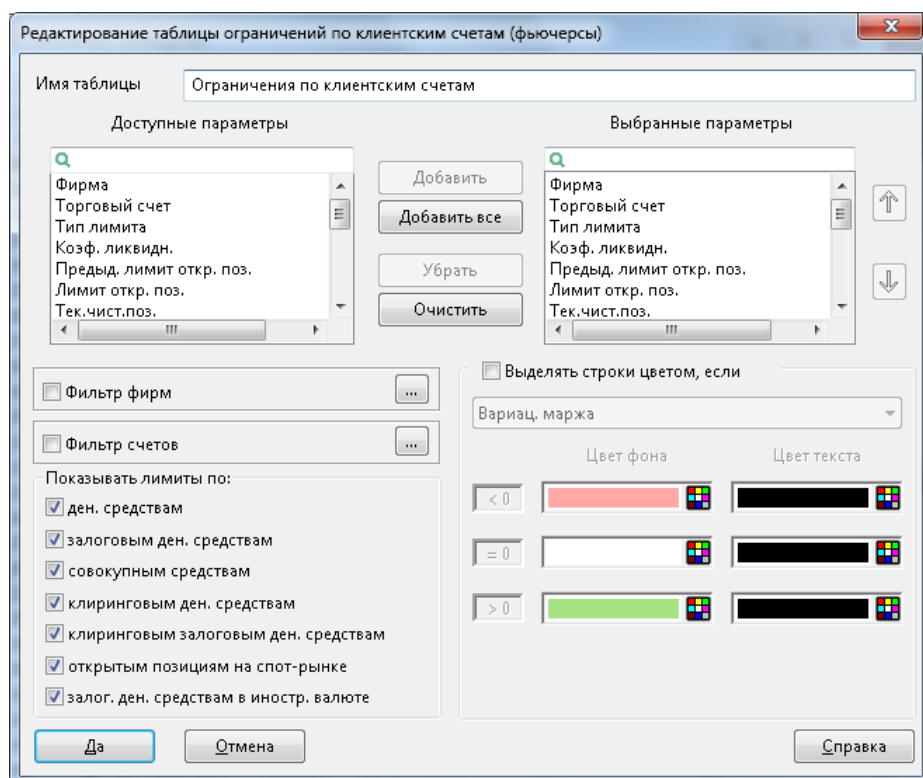 Редактирование таблицы ограничений по клиентским счетам (фьючерсы)
Имя таблицы
Ограничения по клиентским счетам
Доступные параметры
Фирма
Торговый счет
Тип лимита
Коэф. ликвидн.
Предыд. лимит откр. поз.
Лимит откр. поз.
Тек.чист.поз.
Добавить
Добавить все
Убрать
Очистить
Выбранные параметры
Фирма
Торговый счет
Тип лимита
Коэф. ликвидн.
Предыд. лимит откр. поз.
Лимит откр. поз.
Тек.чист.поз.
Фильтр фирм
...
Фильтр счетов
...
Показывать лимиты по:
ден. средствам
залоговым ден. средствам
совокупным средствам
клиринговым ден. средствам
клиринговым залоговым ден. средствам
открытым позициям на спот-рынке
залог. ден. средствам в иностр. валюте
Выделять строки цветом, если
Вариац. маржа
Цвет фона
Цвет текста
< 0
= 0
> 0
Да
Отмена
Справка